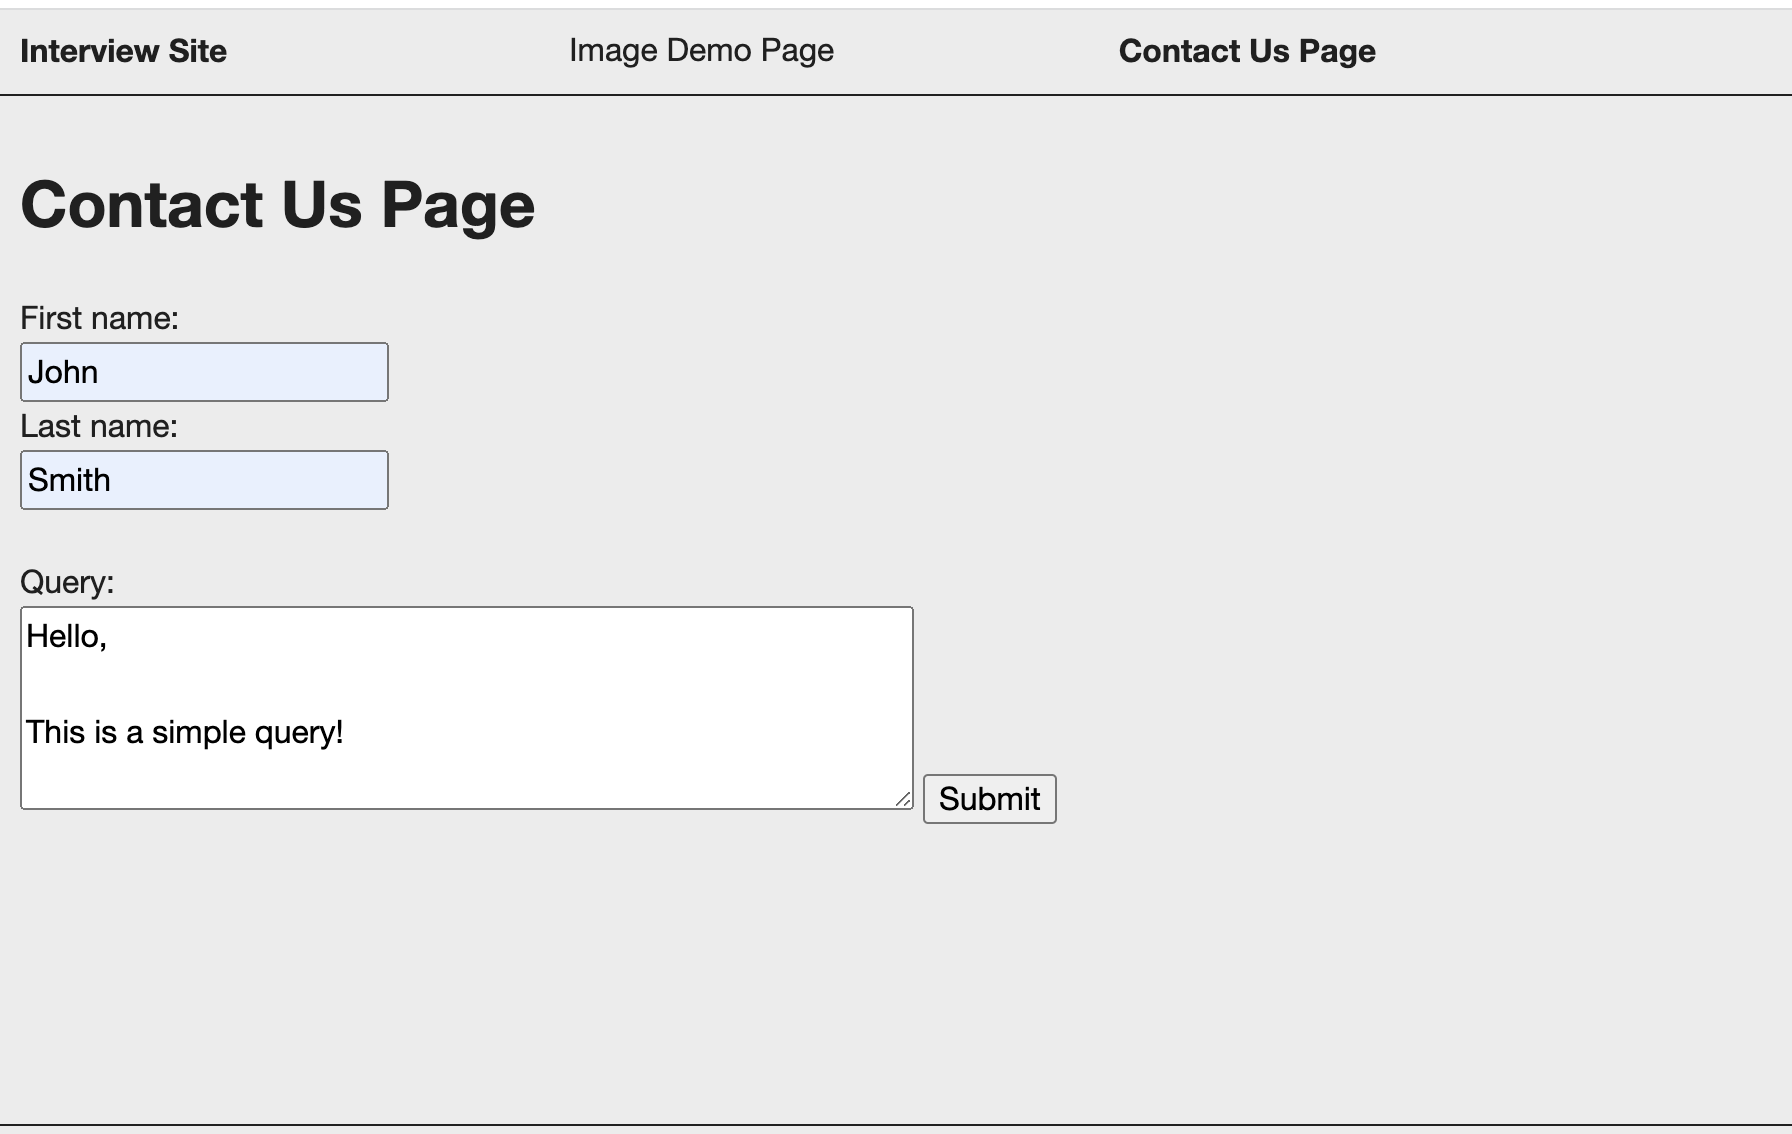 Interview Site Image Demo Page Contact Us Page
Contact Us Page
First name:
John
Last name:
Smith
Query:
Hello,
This is a simple query!
Submit